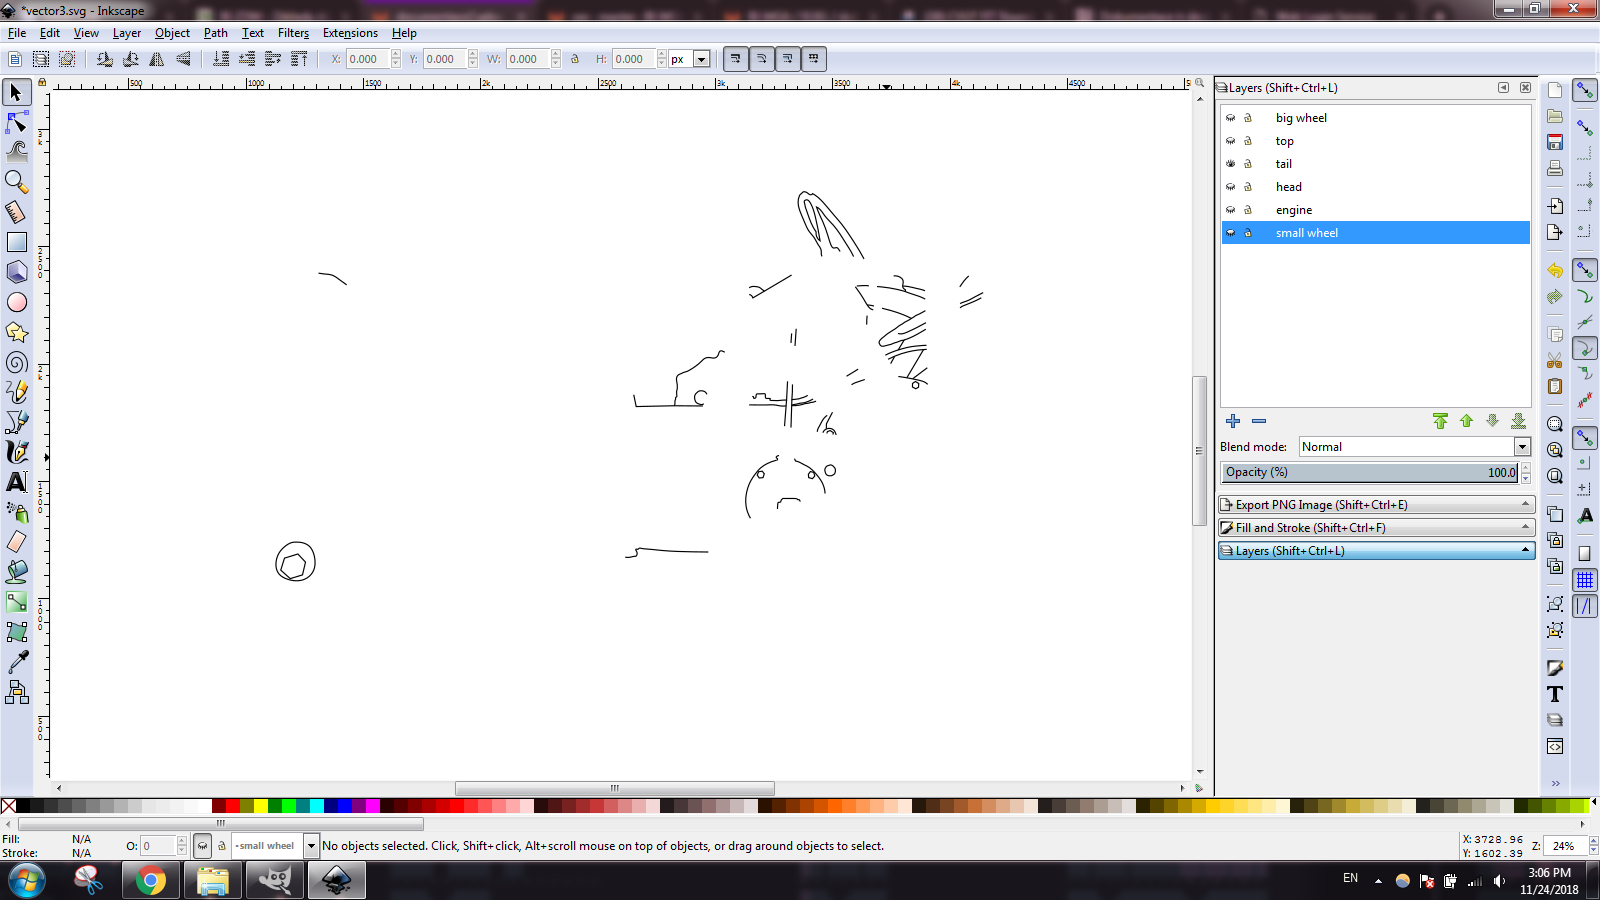 *vector3.svg - Inkscape
File Edit View Layer Object Path Text Filters Extensions Help
X: 0.000 Y: 0.000 W: 0.000 H: 0.000 px
500 1000 1500 2k 2500 3k 3500 4k 4500
Layers (Shift+Ctrl+L)
big wheel
top
tail
head
engine
small wheel
Blend mode: Normal
Opacity (%) 100.0
Export PNG Image (Shift+Ctrl+E)
Fill and Stroke (Shift+Ctrl+F)
Layers (Shift+Ctrl+L)
Fill: N/A
Stroke: N/A
O: 0
•small wheel
No objects selected. Click, Shift+click, Alt+scroll mouse on top of objects, or drag around objects to select.
X: 3728.96
Y: 1602.39
Z: 24%
EN
3:06 PM
11/24/2018